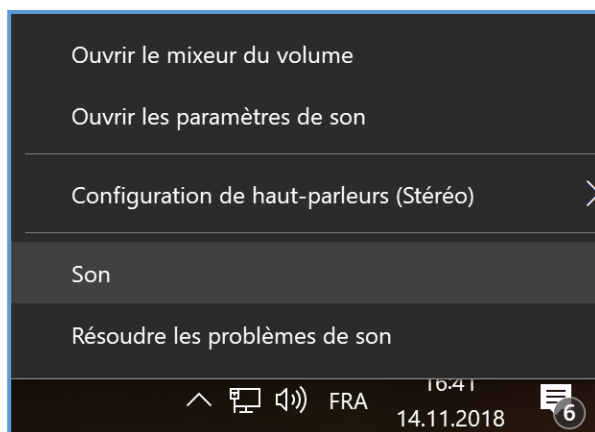 Ouvrir le mixeur du volume
Ouvrir les paramètres de son
Configuration de haut-parleurs (Stéréo)
Son
Résoudre les problèmes de son
16:41
FRA
14.11.2018
6